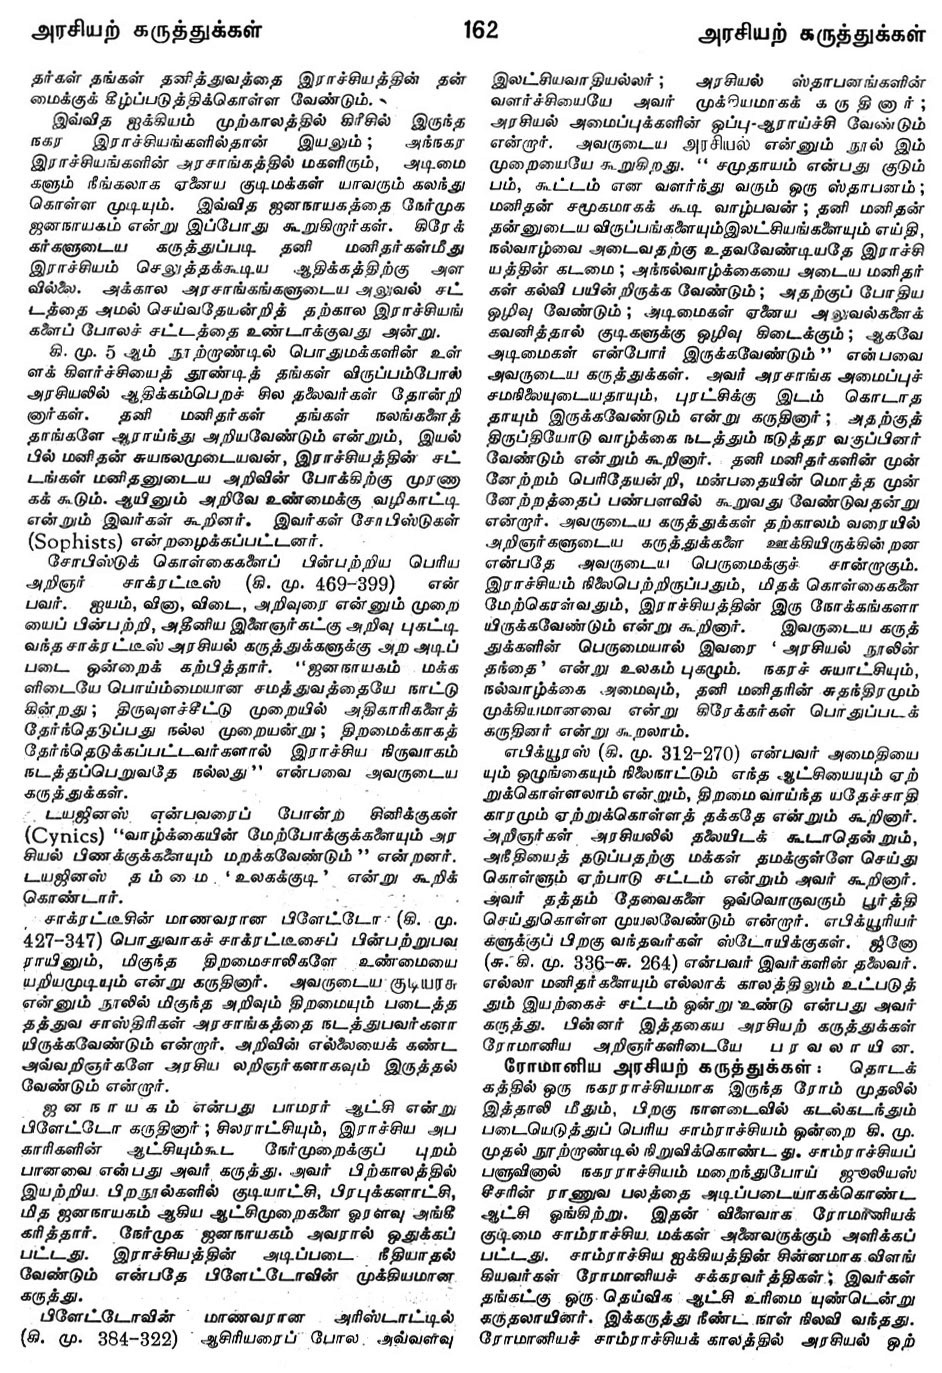 அரசியற் கருத்துக்கள்
162
அரசியற் கருத்துக்கள்
தர்கள் தங்கள் தனித்துவத்தை இராச்சியத்தின் தன்
மைக்குக் கீழ்ப்படுத்திக்கொள்ள வேண்டும்.
இவ்வித ஐக்கியம் முற்காலத்தில் கிரீசில் இருந்த
நகர இராச்சியங்களில்தான் இயலும்; அந்நகர
இராச்சியங்களின் அரசாங்கத்தில் மகளிரும், அடிமை
களும் நீங்கலாக ஏனைய குடிமக்கள் யாவரும் கலந்து
கொள்ள முடியும். இவ்வித ஜனநாயகத்தை நேர்முக
ஜனநாயகம் என்று இப்போது கூறுகிறார்கள். கிரேக்
கர்களுடைய கருத்துப்படி தனி மனிதர்கள்மீது
இராச்சியம் செலுத்தக்கூடிய ஆதிக்கத்திற்கு அள
வில்லை. அக்கால அரசாங்கங்களுடைய அலுவல் சட்
டத்தை அமல் செய்வதேயன்றித் தற்கால இராச்சியங்
களைப் போலச் சட்டத்தை உண்டாக்குவது அன்று.
கி. மு. 5 ஆம் நூற்றாண்டில் பொதுமக்களின் உள்
ளக் கிளர்ச்சியைத் தூண்டித் தங்கள் விருப்பம்போல்
அரசியலில் ஆதிக்கம்பெறச் சில தலைவர்கள் தோன்றி
னார்கள். தனி மனிதர்கள் தங்கள் நலங்களைத்
தாங்களே ஆராய்ந்து அறியவேண்டும் என்றும், இயல்
பில் மனிதன் சுயநலமுடையவன், இராச்சியத்தின் சட்
டங்கள் மனிதனுடைய அறிவின் போக்கிற்கு முரணா
கக் கூடும். ஆயினும் அறிவே உண்மைக்கு வழிகாட்டி
என்றும் இவர்கள் கூறினர். இவர்கள் சோபிஸ்டுகள்
(Sophists) என்றழைக்கப்பட்டனர்.
சோபிஸ்டுக் கொள்கைகளைப் பின்பற்றிய பெரிய
அறிஞர் சாக்ரட்டீஸ் (கி. மு. 469-399) என்
பவர். ஐயம், வினா, விடை, அறிவுரை என்னும் முறை
யைப் பின்பற்றி, அதீனிய இளைஞர்கட்கு அறிவு புகட்டி
வந்த சாக்ரட்டீஸ் அரசியல் கருத்துக்களுக்கு அற அடிப்
படை ஒன்றைக் கற்பித்தார். “ஜனநாயகம் மக்க
ளிடையே பொய்ம்மையான சமத்துவத்தையே நாட்டு
கின்றது; திருவுளச்சீட்டு முறையில் அதிகாரிகளைத்
தேர்ந்தெடுப்பது நல்ல முறையன்று; திறமைக்காகத்
தேர்ந்தெடுக்கப்பட்டவர்களால் இராச்சிய நிருவாகம்
நடத்தப்பெறுவதே நல்லது” என்பவை அவருடைய
கருத்துக்கள்.
டயஜினஸ் என்பவரைப் போன்ற சினிக்குகள்
(Cynics) “வாழ்க்கையின் மேற்போக்குக்களையும் அர
சியல் பிணக்குக்களையும் மறக்கவேண்டும்” என்றனர்.
டயஜினஸ் தம்மை ‘உலகக்குடி’ என்று கூறிக்
கொண்டார்.
சாக்ரட்டீசின் மாணவரான பிளேட்டோ (கி. மு.
427-347) பொதுவாகச் சாக்ரட்டீசைப் பின்பற்றுபவ
ராயினும், மிகுந்த திறமைசாலிகளே உண்மையை
யறியமுடியும் என்று கருதினார். அவருடைய குடியரசு
என்னும் நூலில் மிகுந்த அறிவும் திறமையும் படைத்த
தத்துவ சாஸ்திரிகள் அரசாங்கத்தை நடத்துபவர்களா
யிருக்கவேண்டும் என்றார். அறிவின் எல்லையைக் கண்ட
அவ்வறிஞர்களே அரசிய லறிஞர்களாகவும் இருத்தல்
வேண்டும் என்றார்.
ஜனநாயகம் என்பது பாமரர் ஆட்சி என்று
பிளேட்டோ கருதினார்; சிலராட்சியும், இராச்சிய அப
காரிகளின் ஆட்சியும்கூட நேர்முறைக்குப் புறம்
பானவை என்பது அவர் கருத்து. அவர் பிற்காலத்தில்
இயற்றிய பிறநூல்களில் குடியாட்சி, பிரபுக்களாட்சி,
மித ஜனநாயகம் ஆகிய ஆட்சிமுறைகளை ஓரளவு அங்கீ
கரித்தார். நேர்முக ஜனநாயகம் அவரால் ஒதுக்கப்
பட்டது. இராச்சியத்தின் அடிப்படை நீதியாதல்
வேண்டும் என்பதே பிளேட்டோவின் முக்கியமான
கருத்து.
பிளேட்டோவின் மாணவரான அரிஸ்டாட்டில்
(கி. மு. 384-322) ஆசிரியரைப் போல அவ்வளவு
இலட்சியவாதியல்லர்; அரசியல் ஸ்தாபனங்களின்
வளர்ச்சியையே அவர் முக்கியமாகக் கருதினார்;
அரசியல் அமைப்புக்களின் ஒப்பு-ஆராய்ச்சி வேண்டும்
என்றார். அவருடைய அரசியல் என்னும் நூல் இம்
முறையையே கூறுகிறது. “சமுதாயம் என்பது குடும்
பம், கூட்டம் என வளர்ந்து வரும் ஒரு ஸ்தாபனம்;
மனிதன் சமூகமாகக் கூடி வாழ்பவன்; தனி மனிதன்
தன்னுடைய விருப்பங்களையும்இலட்சியங்களையும் எய்தி,
நல்வாழ்வை அடைவதற்கு உதவவேண்டியதே இராச்சி
யத்தின் கடமை; அந்நல்வாழ்க்கையை அடைய மனிதர்
கள் கல்வி பயின்றிருக்க வேண்டும்; அதற்குப் போதிய
ஒழிவு வேண்டும்; அடிமைகள் ஏனைய அலுவல்களைக்
கவனித்தால் குடிகளுக்கு ஒழிவு கிடைக்கும்; ஆகவே
அடிமைகள் என்போர் இருக்கவேண்டும்” என்பவை
அவருடைய கருத்துக்கள். அவர் அரசாங்க அமைப்புச்
சமநிலையுடையதாயும், புரட்சிக்கு இடம் கொடாத
தாயும் இருக்கவேண்டும் என்று கருதினார்; அதற்குத்
திருப்தியோடு வாழ்க்கை நடத்தும் நடுத்தர வகுப்பினர்
வேண்டும் என்றும் கூறினார். தனி மனிதர்களின் முன்
னேற்றம் பெரிதேயன்றி, மன்பதையின் மொத்த முன்
னேற்றத்தைப் பண்பளவில் கூறுவது வேண்டுவதன்று
என்றார். அவருடைய கருத்துக்கள் தற்காலம் வரையில்
அறிஞர்களுடைய கருத்துக்களை ஊக்கியிருக்கின்றன
என்பதே அவருடைய பெருமைக்குச் சான்றாகும்.
இராச்சியம் நிலைபெற்றிருப்பதும், மிதக் கொள்கைகளை
மேற்கொள்வதும், இராச்சியத்தின் இரு நோக்கங்களா
யிருக்கவேண்டும் என்று கூறினார். இவருடைய கருத்
துக்களின் பெருமையால் இவரை ‘அரசியல் நூலின்
தந்தை’ என்று உலகம் புகழும். நகரச் சுயாட்சியும்,
நல்வாழ்க்கை அமைவும், தனி மனிதரின் சுதந்திரமும்
முக்கியமானவை என்று கிரேக்கர்கள் பொதுப்படக்
கருதினர் என்று கூறலாம்.
எபிக்யூரஸ் (கி. மு. 312-270) என்பவர் அமைதியை
யும் ஒழுங்கையும் நிலைநாட்டும் எந்த ஆட்சியையும் ஏற்
றுக்கொள்ளலாம் என்றும், திறமை வாய்ந்த யதேச்சாதி
காரமும் ஏற்றுக்கொள்ளத் தக்கதே என்றும் கூறினார்.
அறிஞர்கள் அரசியலில் தலையிடக் கூடாதென்றும்,
அநீதியைத் தடுப்பதற்கு மக்கள் தமக்குள்ளே செய்து
கொள்ளும் ஏற்பாடு சட்டம் என்றும் அவர் கூறினார்.
அவர் தத்தம் தேவைகளை ஒவ்வொருவரும் பூர்த்தி
செய்துகொள்ள முயலவேண்டும் என்றார். எபிக்யூரியர்
களுக்குப் பிறகு வந்தவர்கள் ஸ்டோயிக்குகள். ஜீனோ
(சு. கி. மு. 336-சு. 264) என்பவர் இவர்களின் தலைவர்.
எல்லா மனிதர்களையும் எல்லாக் காலத்திலும் உட்படுத்
தும் இயற்கைச் சட்டம் ஒன்று உண்டு என்பது அவர்
கருத்து. பின்னர் இத்தகைய அரசியற் கருத்துக்கள்
ரோமானிய அறிஞர்களிடையே பரவலாயின.
ரோமானிய அரசியற் கருத்துக்கள்: தொடக்
கத்தில் ஒரு நகரராச்சியமாக இருந்த ரோம் முதலில்
இத்தாலி மீதும், பிறகு நாளடைவில் கடல்கடந்தும்
படையெடுத்துப் பெரிய சாம்ராச்சியம் ஒன்றை கி. மு.
முதல் நூற்றாண்டில் நிறுவிக்கொண்டது. சாம்ராச்சியப்
பளுவினால் நகரராச்சியம் மறைந்துபோய் ஜூலியஸ்
சீசரின் ராணுவ பலத்தை அடிப்படையாகக்கொண்ட
ஆட்சி ஓங்கிற்று. இதன் விளைவாக ரோமானியக்
குடிமை சாம்ராச்சிய மக்கள் அனைவருக்கும் அளிக்கப்
பட்டது. சாம்ராச்சிய ஐக்கியத்தின் சின்னமாக விளங்
கியவர்கள் ரோமானியச் சக்கரவர்த்திகள்; இவர்கள்
தங்கட்கு ஒரு தெய்விக ஆட்சி உரிமை யுண்டென்று
கருதலாயினர். இக்கருத்து நீண்ட நாள் நிலவி வந்தது.
ரோமானியச் சாம்ராச்சியக் காலத்தில் அரசியல் ஒற்